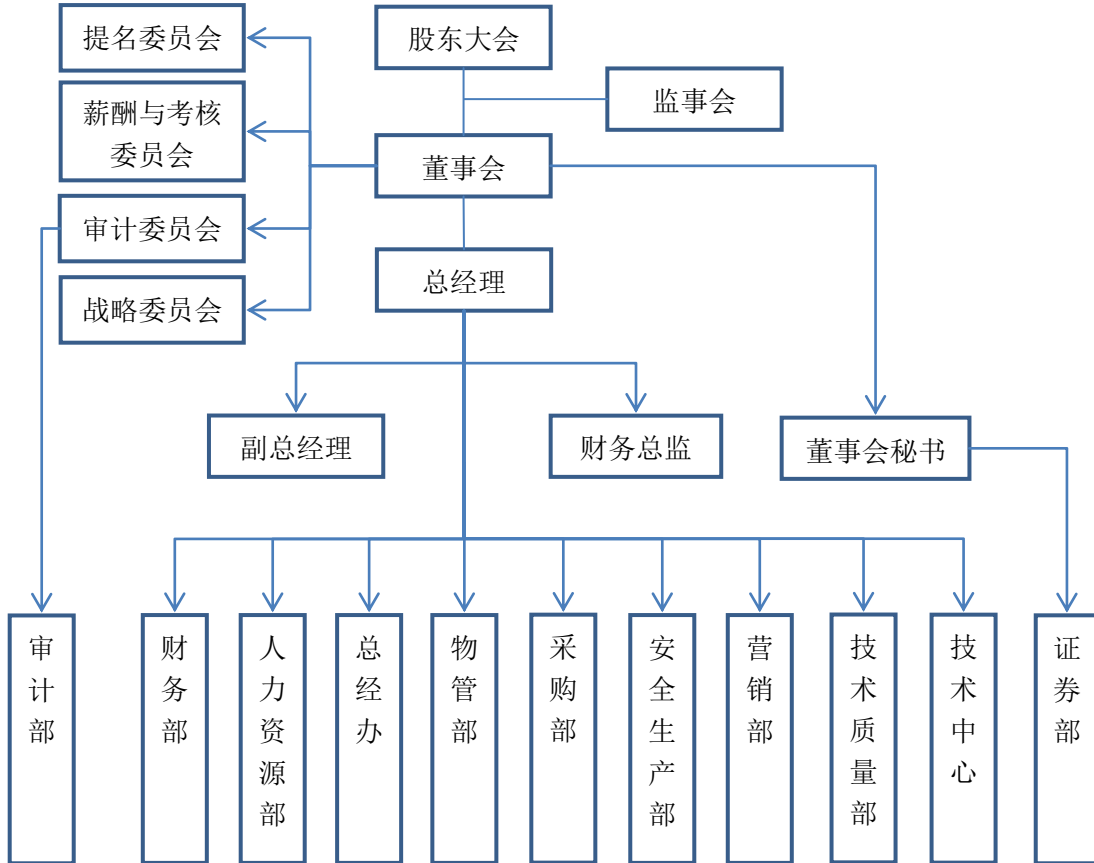 提名委员会
股东大会
监事会
薪酬与考核
委员会
董事会
审计委员会
总经理
战略委员会
副总经理
财务总监
董事会秘书
审计部
财务部
人力资源部
总经办
物管部
采购部
安全生产部
营销部
技术质量部
技术中心
证券部